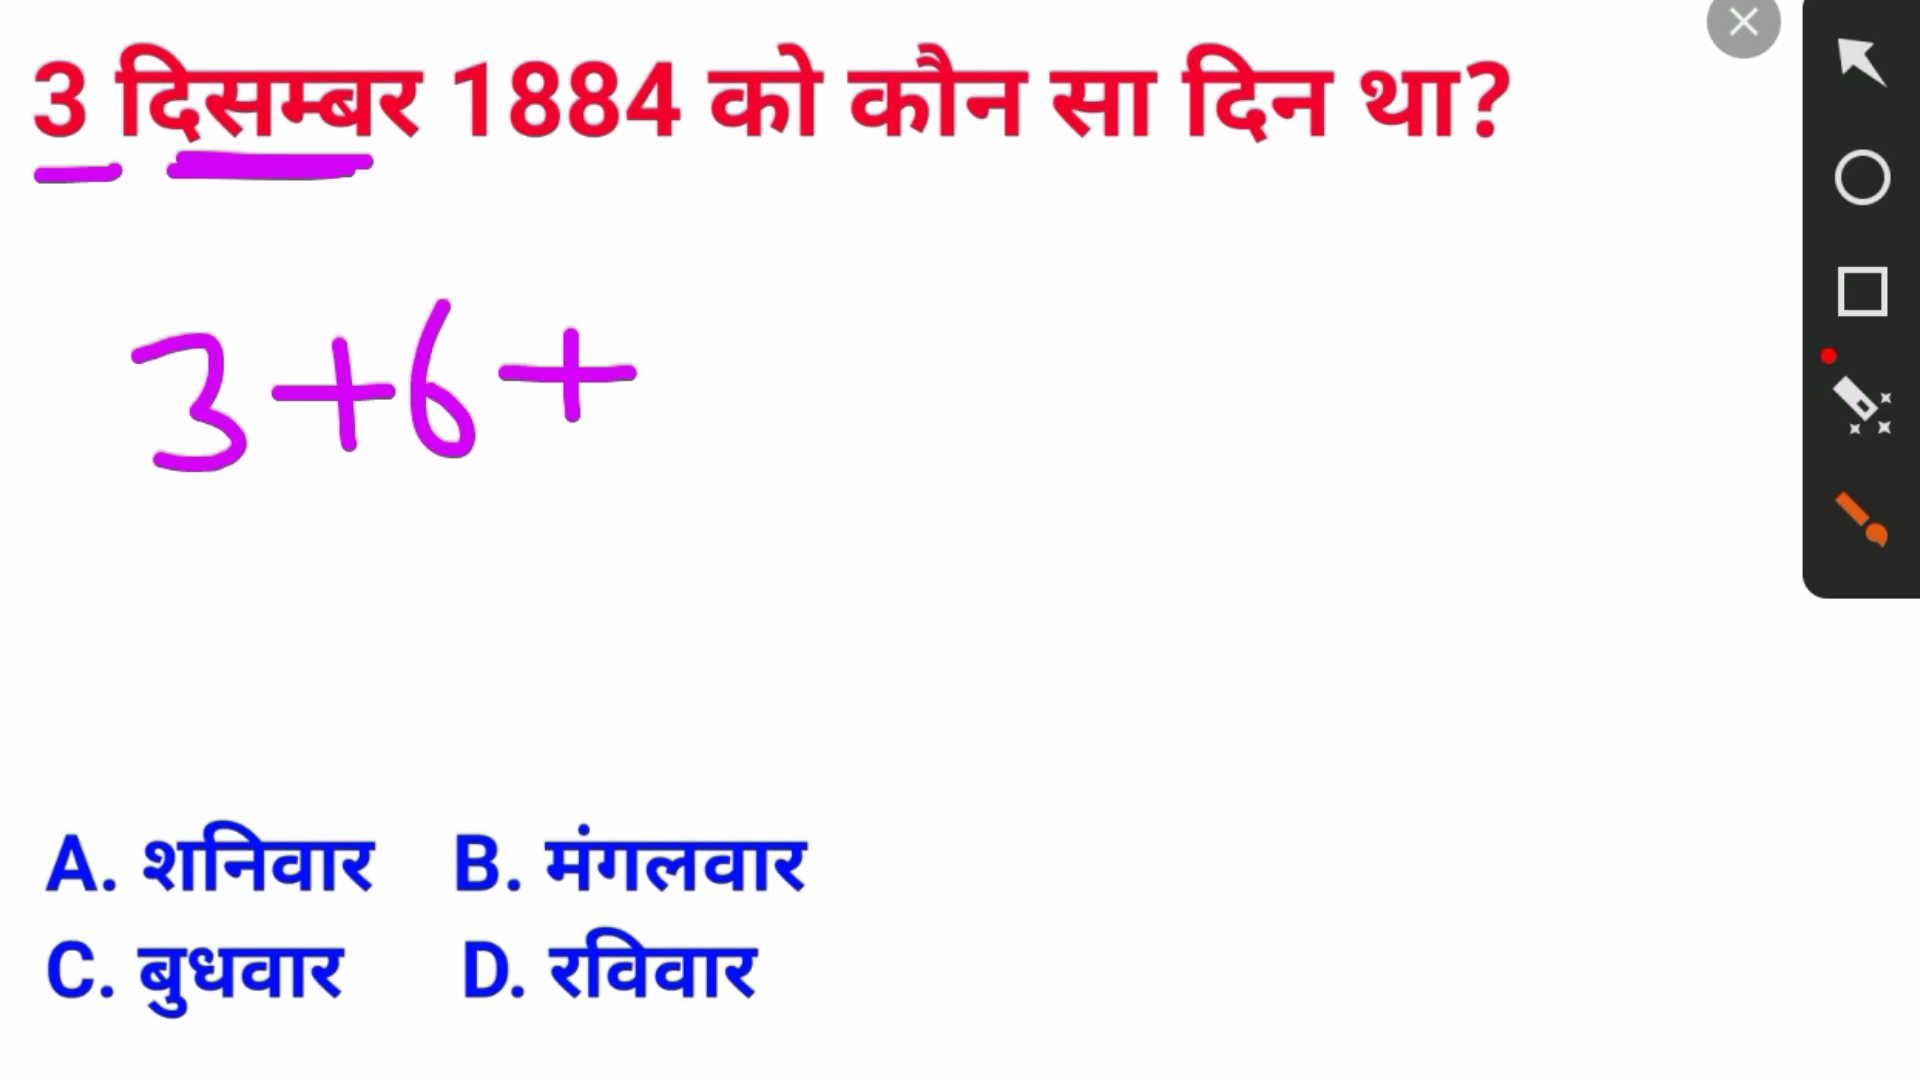 3 दिसम्बर 1884 को कौन सा दिन था?
3+6+
A. शनिवार B. मंगलवार
C. बुधवार D. रविवार